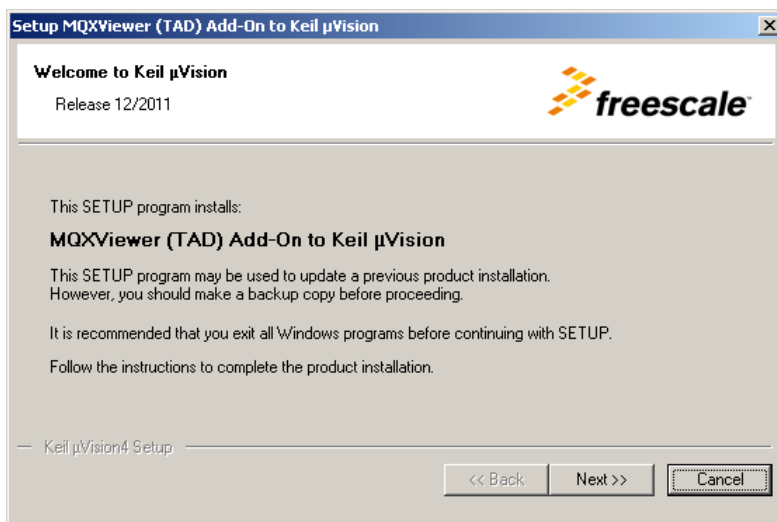 Setup MQXViewer (TAD) Add-On to Keil µVision
Welcome to Keil µVision
Release 12/2011
freescale™
This SETUP program installs:
MQXViewer (TAD) Add-On to Keil µVision
This SETUP program may be used to update a previous product installation.
However, you should make a backup copy before proceeding.
It is recommended that you exit all Windows programs before continuing with SETUP.
Follow the instructions to complete the product installation.
Keil µVision4 Setup
<< Back
Next >>
Cancel